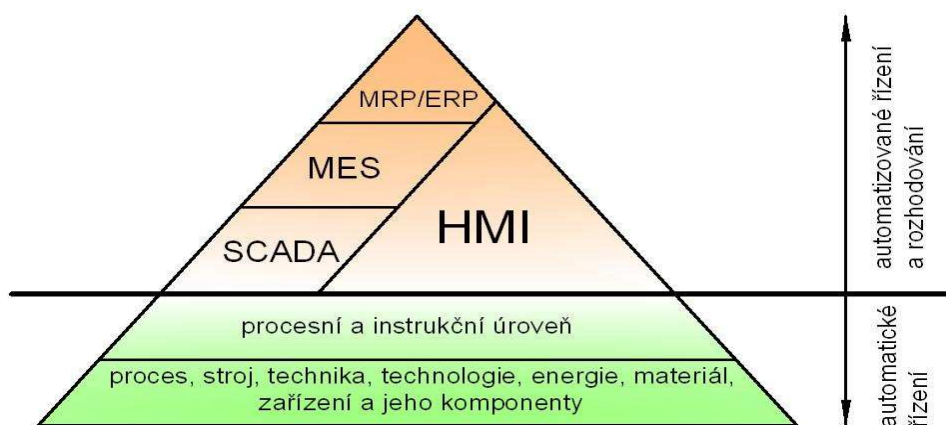 MRP/ERP
MES
SCADA
HMI
procesní a instrukční úroveň
proces, stroj, technika, technologie, energie, materiál,
zařízení a jeho komponenty
automatizované řízení
a rozhodování
automatické
řízení